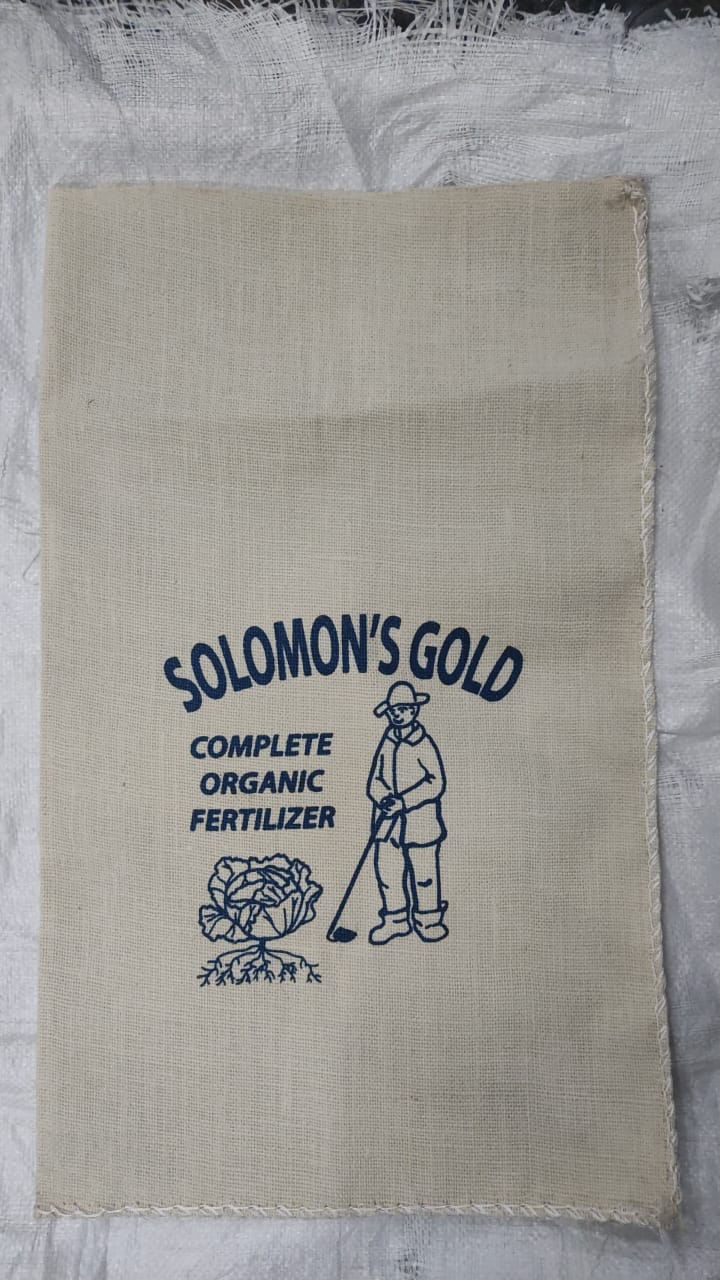 SOLOMON'S GOLD
COMPLETE
ORGANIC
FERTILIZER